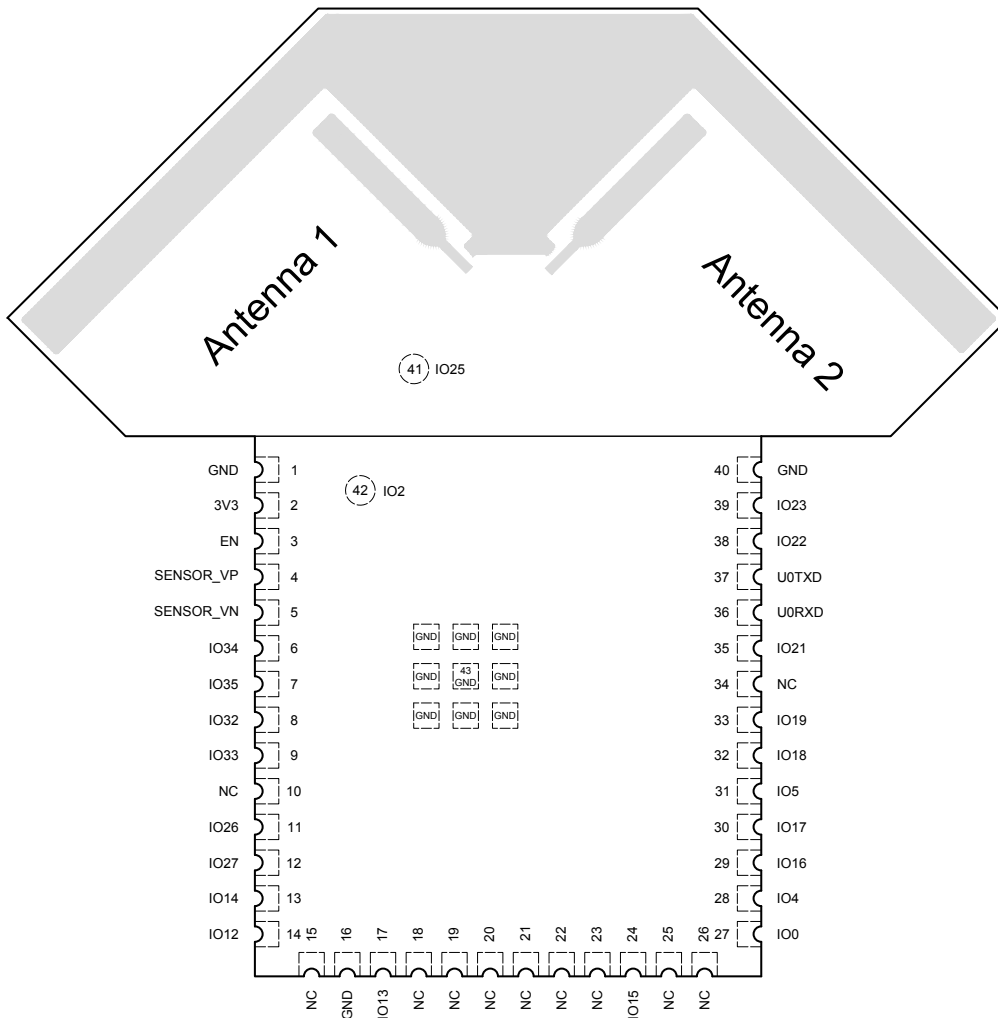 Antenna 1
Antenna 2
41 IO25
GND 1
3V3 2
EN 3
SENSOR_VP 4
SENSOR_VN 5
IO34 6
IO35 7
IO32 8
IO33 9
NC 10
IO26 11
IO27 12
IO14 13
IO12 14
42 IO2
GND GND GND
GND 43 GND GND
GND GND GND
40 GND
39 IO23
38 IO22
37 U0TXD
36 U0RXD
35 IO21
34 NC
33 IO19
32 IO18
31 IO5
30 IO17
29 IO16
28 IO4
27 IO0
15 NC
16 GND
17 IO13
18 NC
19 NC
20 NC
21 NC
22 NC
23 NC
24 IO15
25 NC
26 NC